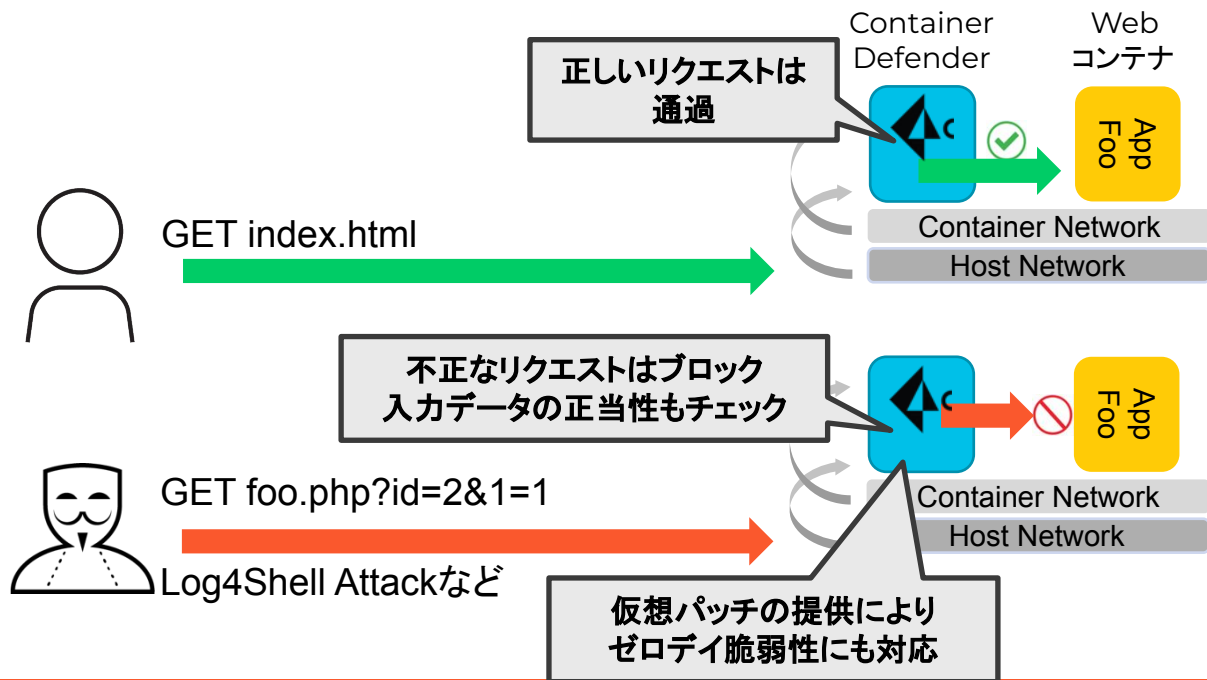 Container
Defender
Web
コンテナ
正しいリクエストは
通過
App
Foo
GET index.html
Container Network
Host Network
不正なリクエストはブロック
入力データの正当性もチェック
App
Foo
GET foo.php?id=2&1=1
Container Network
Host Network
Log4Shell Attackなど
仮想パッチの提供により
ゼロデイ脆弱性にも対応